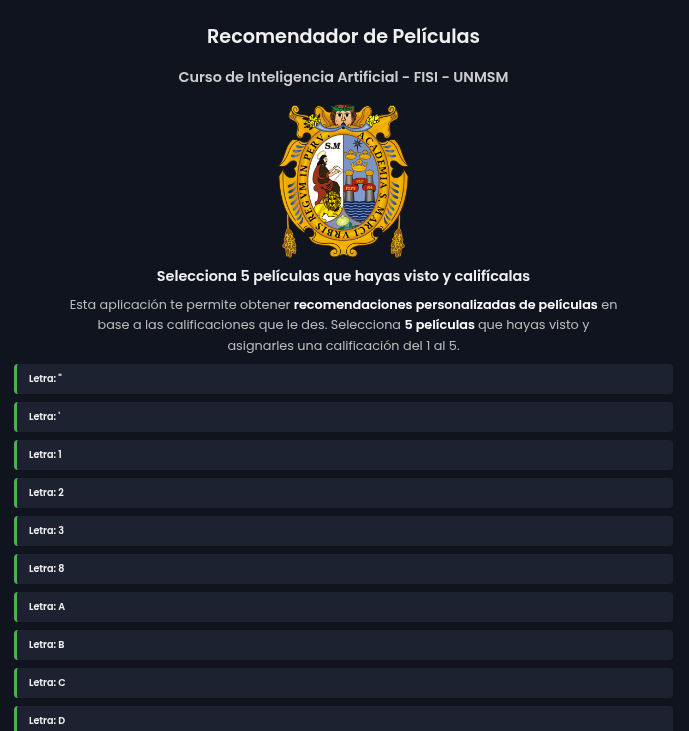 Recomendador de Películas
Curso de Inteligencia Artificial - FISI - UNMSM
ACADEMIA S. MARCI VRBIS REGVM IN PERV
S.M
Selecciona 5 películas que hayas visto y califícalas
Esta aplicación te permite obtener recomendaciones personalizadas de películas en
base a las calificaciones que le des. Selecciona 5 películas que hayas visto y
asignarles una calificación del 1 al 5.
Letra: "
Letra: '
Letra: 1
Letra: 2
Letra: 3
Letra: 8
Letra: A
Letra: B
Letra: C
Letra: D